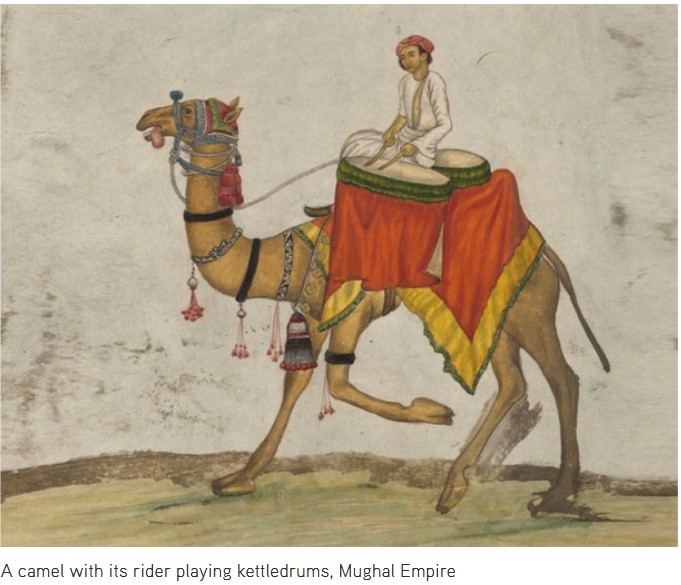 A camel with its rider playing kettledrums, Mughal Empire